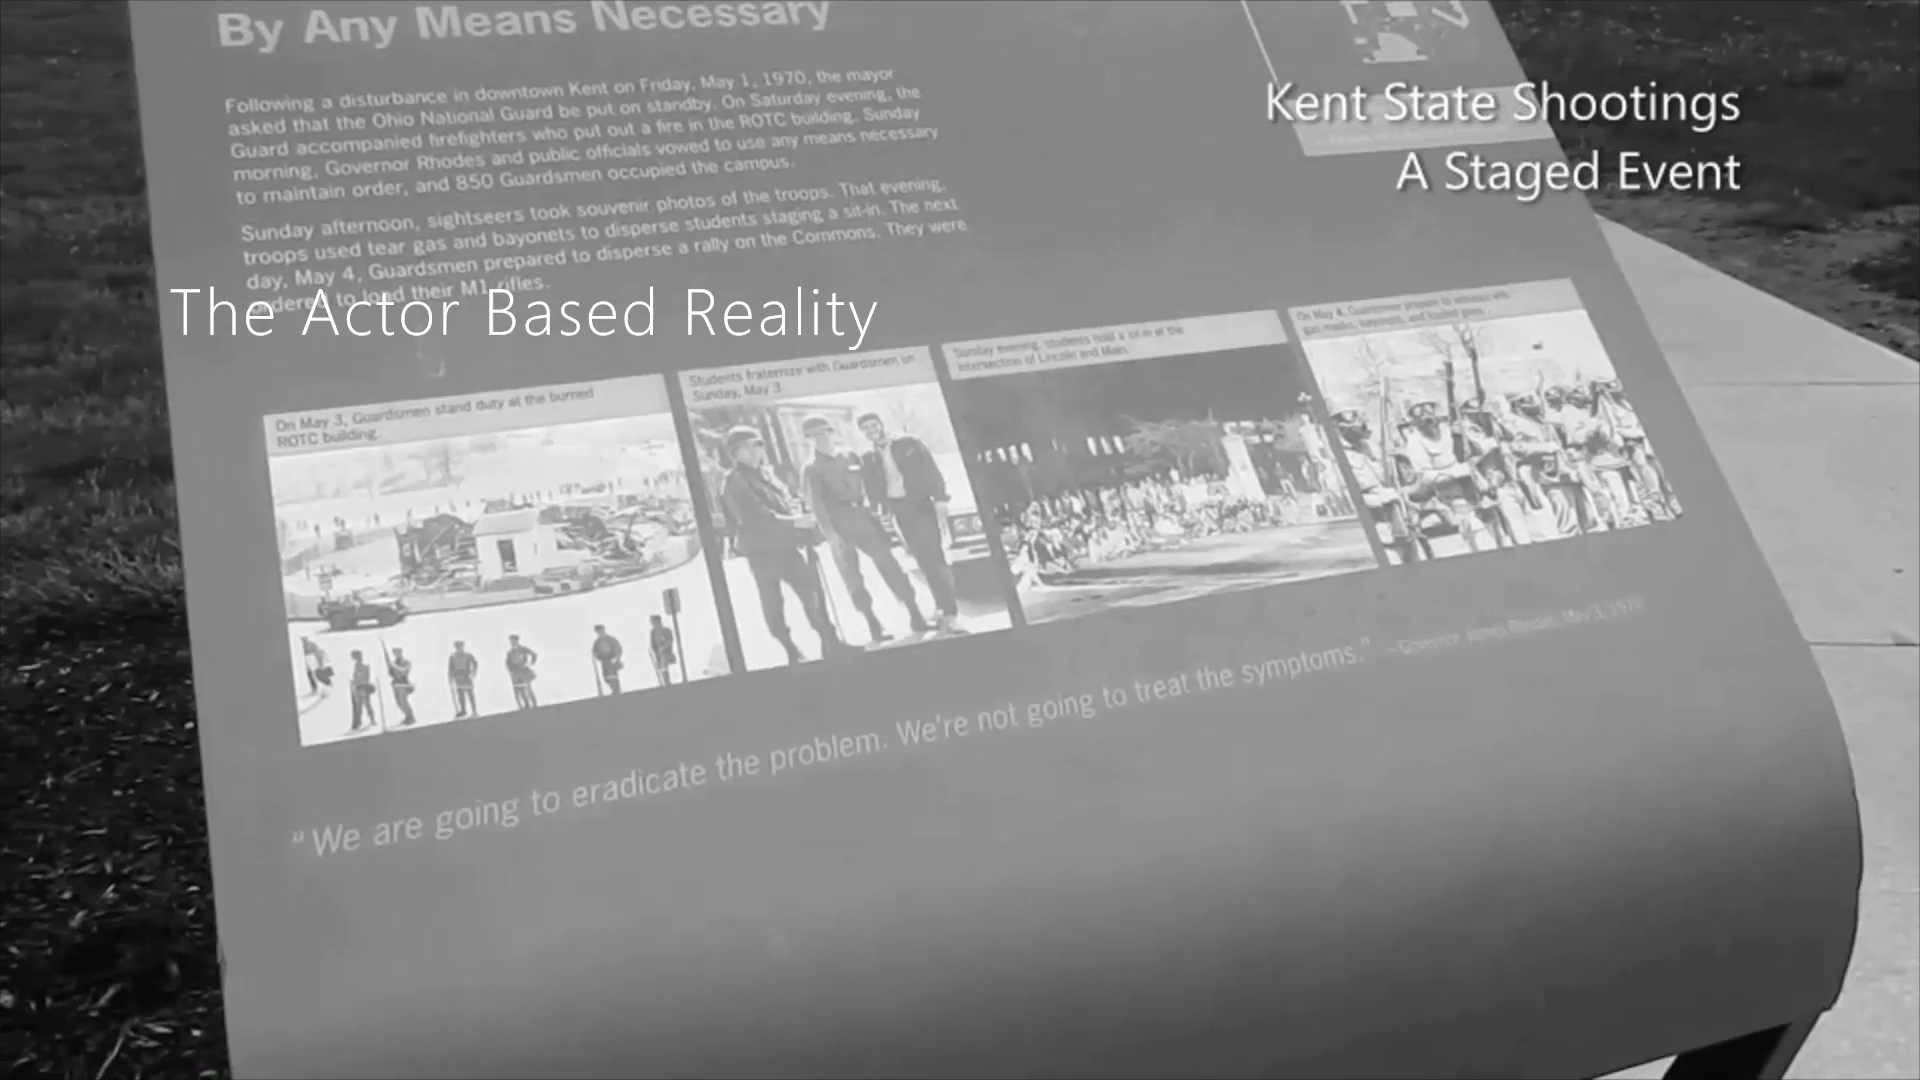 By Any Means Necessary
Following a disturbance in downtown Kent on Friday, May 1, 1970, the mayor
asked that the Ohio National Guard be put on standby. On Saturday evening, the
Guard accompanied firefighters who put out a fire in the ROTC building. Sunday
morning, Governor Rhodes and public officials vowed to use any means necessary
to maintain order, and 850 Guardsmen occupied the campus.
Sunday afternoon, sightseers took souvenir photos of the troops. That evening,
troops used tear gas and bayonets to disperse students staging a sit-in. The next
day, May 4, Guardsmen prepared to disperse a rally on the Commons. They were
ordered to load their M1 rifles.
Kent State Shootings
A Staged Event
The Actor Based Reality
On May 3, Guardsmen stand duty at the burned
ROTC building.
Students fraternize with Guardsmen on
Sunday, May 3.
Sunday evening, students hold a sit-in at the
intersection of Lincoln and Main.
On May 4, Guardsmen prepare to advance with
gas masks, bayonets, and loaded guns.
"We are going to eradicate the problem. We're not going to treat the symptoms." –Governor James Rhodes, May 3, 1970